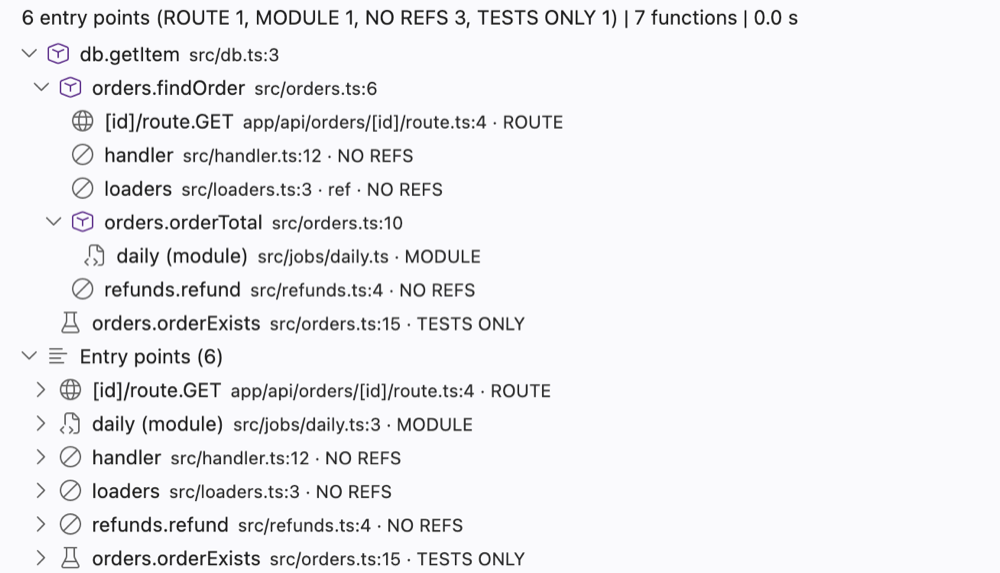 6 entry points (ROUTE 1, MODULE 1, NO REFS 3, TESTS ONLY 1) | 7 functions | 0.0 s
db.getItem src/db.ts:3
orders.findOrder src/orders.ts:6
[id]/route.GET app/api/orders/[id]/route.ts:4 · ROUTE
handler src/handler.ts:12 · NO REFS
loaders src/loaders.ts:3 · ref · NO REFS
orders.orderTotal src/orders.ts:10
daily (module) src/jobs/daily.ts · MODULE
refunds.refund src/refunds.ts:4 · NO REFS
orders.orderExists src/orders.ts:15 · TESTS ONLY
Entry points (6)
[id]/route.GET app/api/orders/[id]/route.ts:4 · ROUTE
daily (module) src/jobs/daily.ts:3 · MODULE
handler src/handler.ts:12 · NO REFS
loaders src/loaders.ts:3 · NO REFS
refunds.refund src/refunds.ts:4 · NO REFS
orders.orderExists src/orders.ts:15 · TESTS ONLY